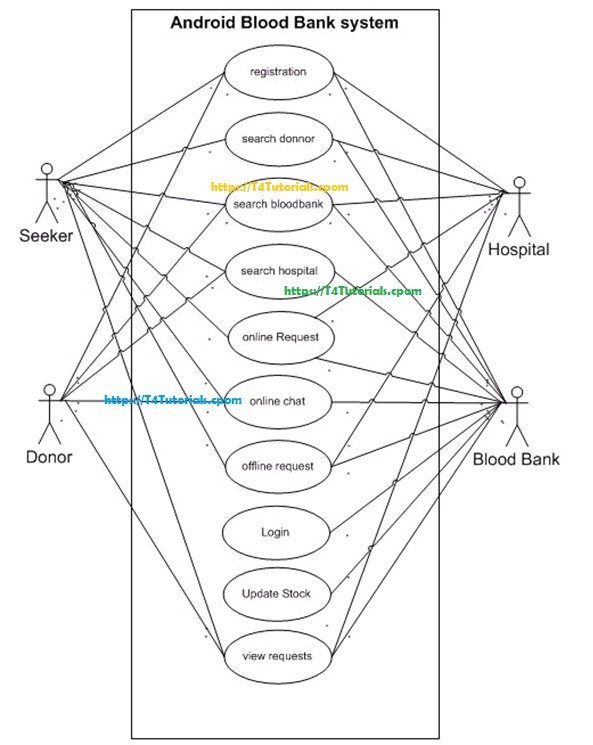 Android Blood Bank system
registration
search donnor
https://T4Tutorials.cpom
search bloodbank
Seeker
Hospital
search hospital
https://T4Tutorials.cpom
online Request
https://T4Tutorials.cpom
online chat
Donor
Blood Bank
offline request
Login
Update Stock
view requests